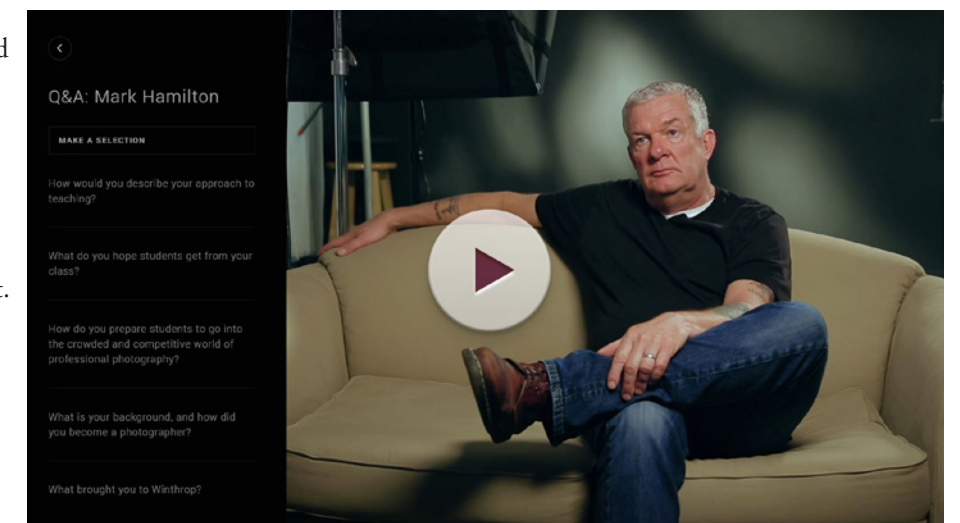 d
t.
Q&A: Mark Hamilton
MAKE A SELECTION
How would you describe your approach to
teaching?
What do you hope students get from your
class?
How do you prepare students to go into
the crowded and competitive world of
professional photography?
What is your background, and how did
you become a photographer?
What brought you to Winthrop?